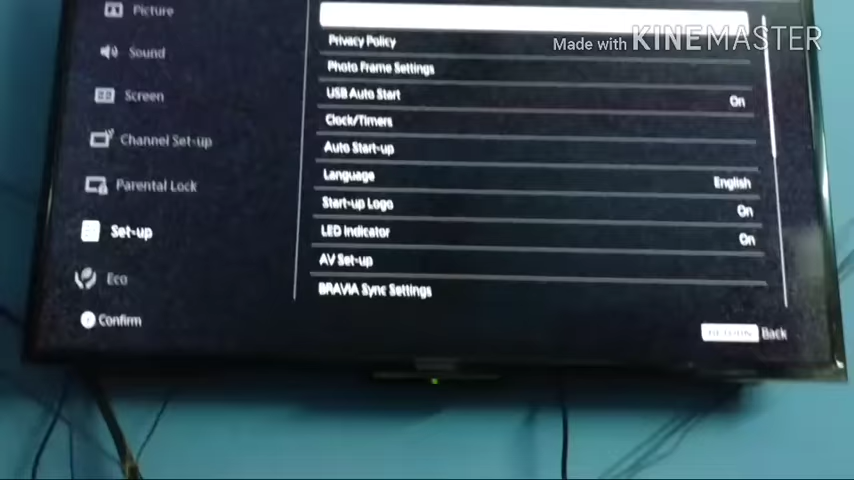 Picture
Sound
Screen
Channel Set-up
Parental Lock
Set-up
Eco
Confirm
Privacy Policy
Photo Frame Settings
USB Auto Start On
Clock/Timers
Auto Start-up
Language English
Start-up Logo On
LED Indicator On
AV Set-up
BRAVIA Sync Settings
RETURN Back
Made with KINEMASTER